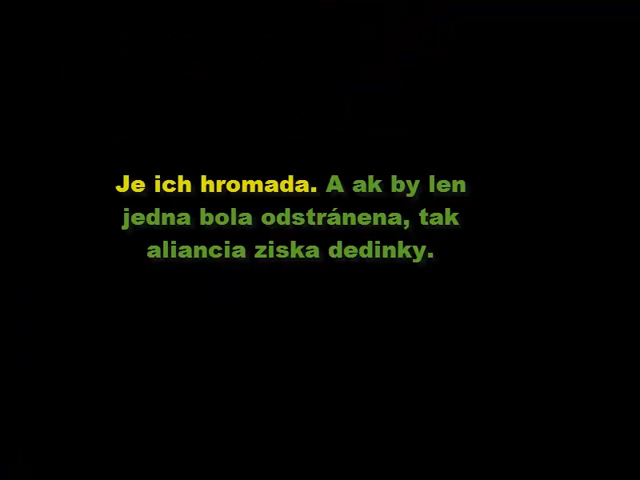 Je ich hromada. A ak by len
jedna bola odstránena, tak
aliancia ziska dedinky.